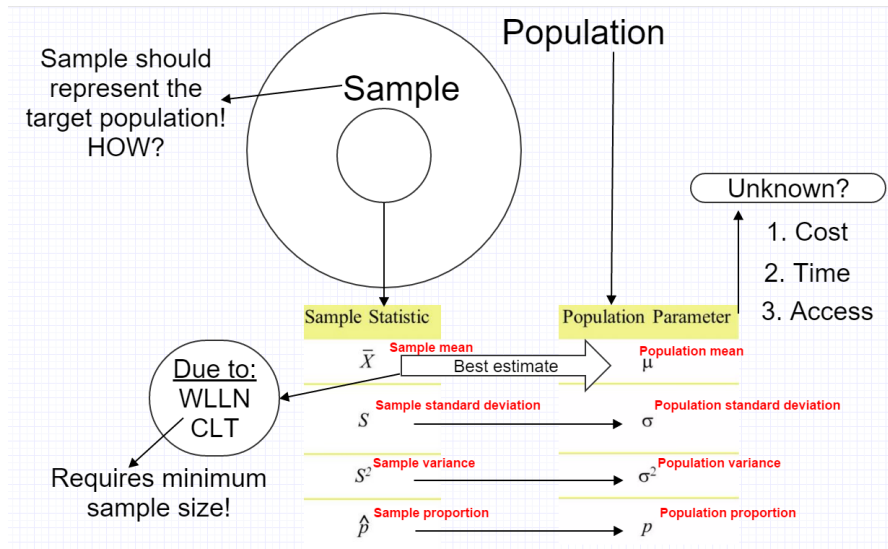 Population
Sample should
represent the
target population!
HOW?
Sample
Unknown?
1. Cost
2. Time
3. Access
Sample Statistic
Population Parameter
X̄ Sample mean
Best estimate
μ Population mean
Due to:
WLLN
CLT
S Sample standard deviation
σ Population standard deviation
Requires minimum
sample size!
S² Sample variance
σ² Population variance
p̂ Sample proportion
p Population proportion